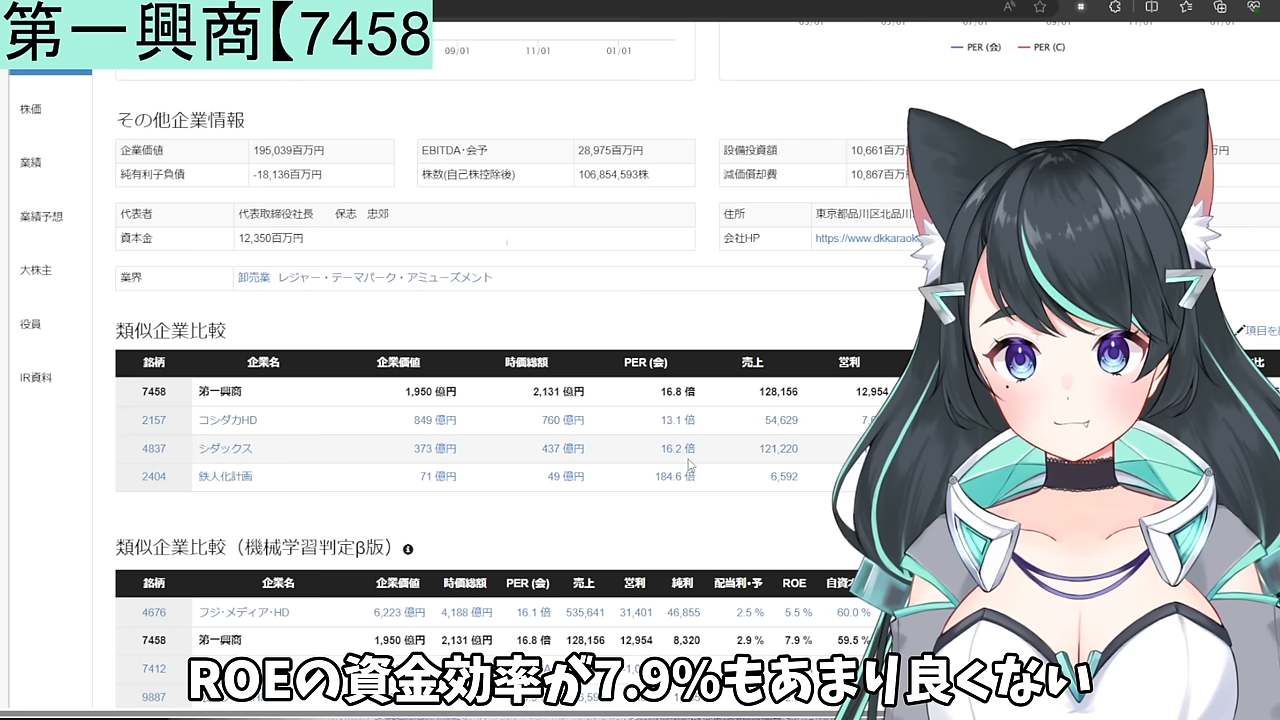 第一興商【7458
09/01 11/01 01/01
PER (会) PER (C)
株価
業績
業績予想
大株主
役員
IR資料
その他企業情報
企業価値 195,039百万円 EBITDA･会予 28,975百万円 設備投資額 10,661百万 万円
純有利子負債 -18,136百万円 株数(自己株控除後) 106,854,593株 減価償却費 10,867百万
代表者 代表取締役社長 保志 忠郊 住所 東京都品川区北品川
資本金 12,350百万円 会社HP https://www.dkkaraok
業界 卸売業 レジャー・テーマパーク・アミューズメント
類似企業比較
項目を
銘柄 企業名 企業価値 時価総額 PER (会) 売上 営利 比
7458 第一興商 1,950 億円 2,131 億円 16.8 倍 128,156 12,954
2157 コシダカHD 849 億円 760 億円 13.1 倍 54,629
4837 シダックス 373 億円 437 億円 16.2 倍 121,220
2404 鉄人化計画 71 億円 49 億円 184.6 倍 6,592
類似企業比較（機械学習判定β版）
銘柄 企業名 企業価値 時価総額 PER (会) 売上 営利 純利 配当利･予 ROE 自資
4676 フジ･メディア･HD 6,223 億円 4,188 億円 16.1 倍 535,641 31,401 46,855 2.5 % 5.5 % 60.0 %
7458 第一興商 1,950 億円 2,131 億円 16.8 倍 128,156 12,954 8,320 2.9 % 7.9 % 59.5 %
7412
9887
ROEの資金効率が7.9%もあまり良くない